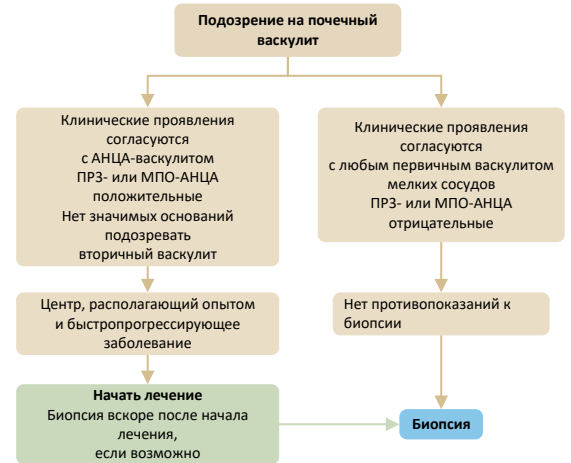 Подозрение на почечный
васкулит
Клинические проявления
согласуются
с АНЦА-васкулитом
ПРЗ- или МПО-АНЦА
положительные
Нет значимых оснований
подозревать
вторичный васкулит
Клинические проявления
согласуются
с любым первичным васкулитом
мелких сосудов
ПРЗ- или МПО-АНЦА
отрицательные
Центр, располагающий опытом
и быстропрогрессирующее
заболевание
Нет противопоказаний к
биопсии
Начать лечение
Биопсия вскоре после начала
лечения,
если возможно
Биопсия